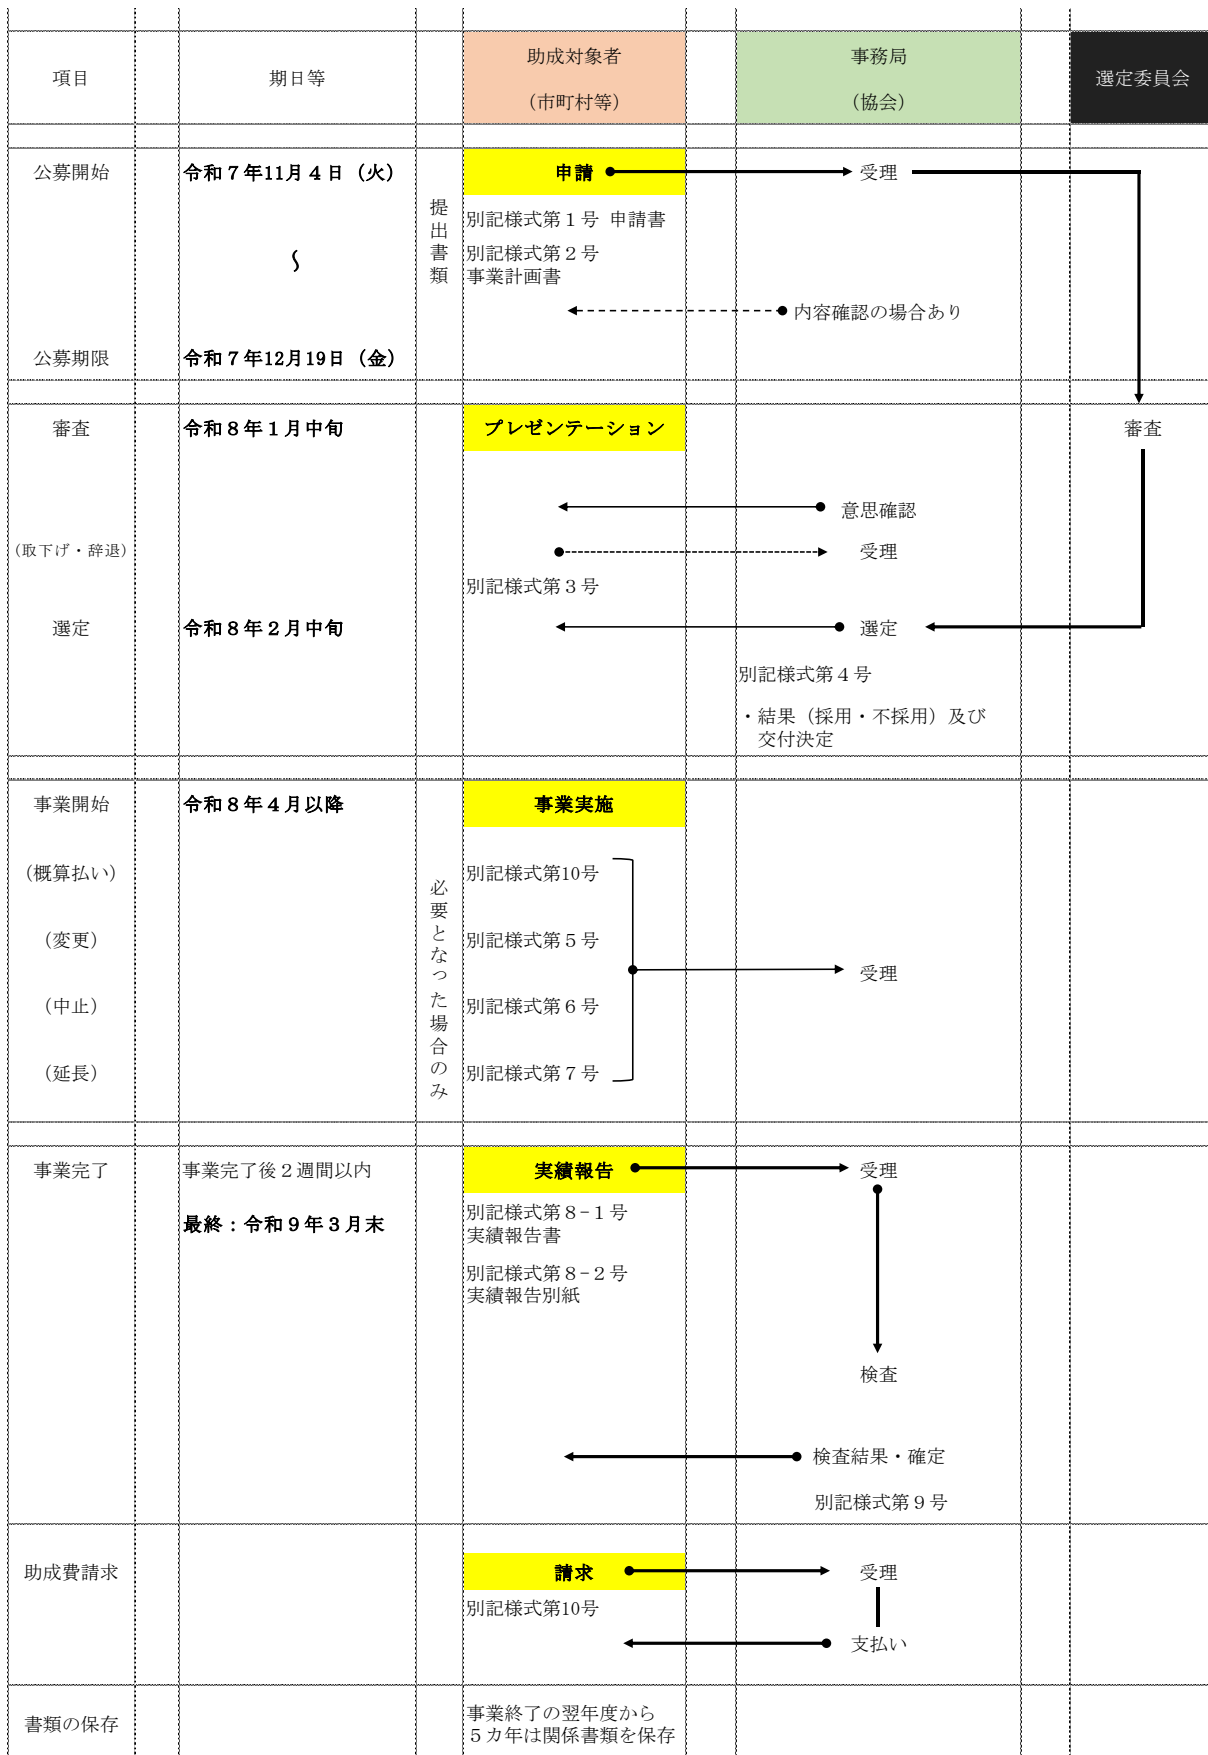 項目
期日等
助成対象者
（市町村等）
事務局
（協会）
選定委員会
公募開始
令和７年11月４日（火）
申請
受理
提出書類
別記様式第１号 申請書
別記様式第２号
事業計画書
～
内容確認の場合あり
公募期限
令和７年12月19日（金）
審査
令和８年１月中旬
プレゼンテーション
審査
意思確認
（取下げ・辞退）
受理
別記様式第３号
選定
令和８年２月中旬
選定
別記様式第４号
・結果（採用・不採用）及び
交付決定
事業開始
令和８年４月以降
事業実施
（概算払い）
必要となった場合のみ
別記様式第10号
（変更）
別記様式第５号
受理
（中止）
別記様式第６号
（延長）
別記様式第７号
事業完了
事業完了後２週間以内
実績報告
受理
最終：令和９年３月末
別記様式第８−１号
実績報告書
別記様式第８−２号
実績報告別紙
検査
検査結果・確定
別記様式第９号
助成費請求
請求
受理
別記様式第10号
支払い
書類の保存
事業終了の翌年度から
５カ年は関係書類を保存